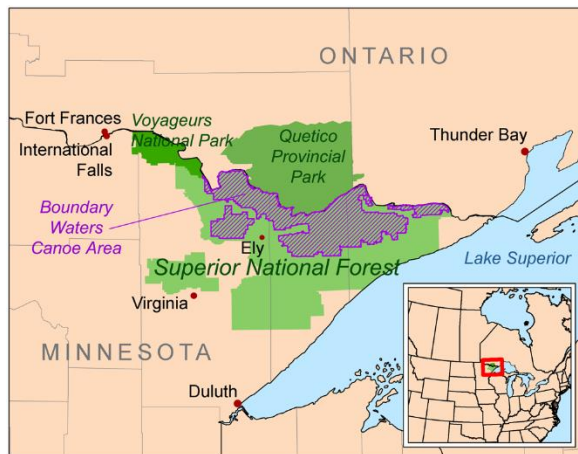 ONTARIO
Fort Frances
International
Falls
Voyageurs
National Park
Quetico
Provincial
Park
Thunder Bay
Boundary
Waters
Canoe Area
Ely
Superior National Forest
Lake Superior
Virginia
MINNESOTA
Duluth